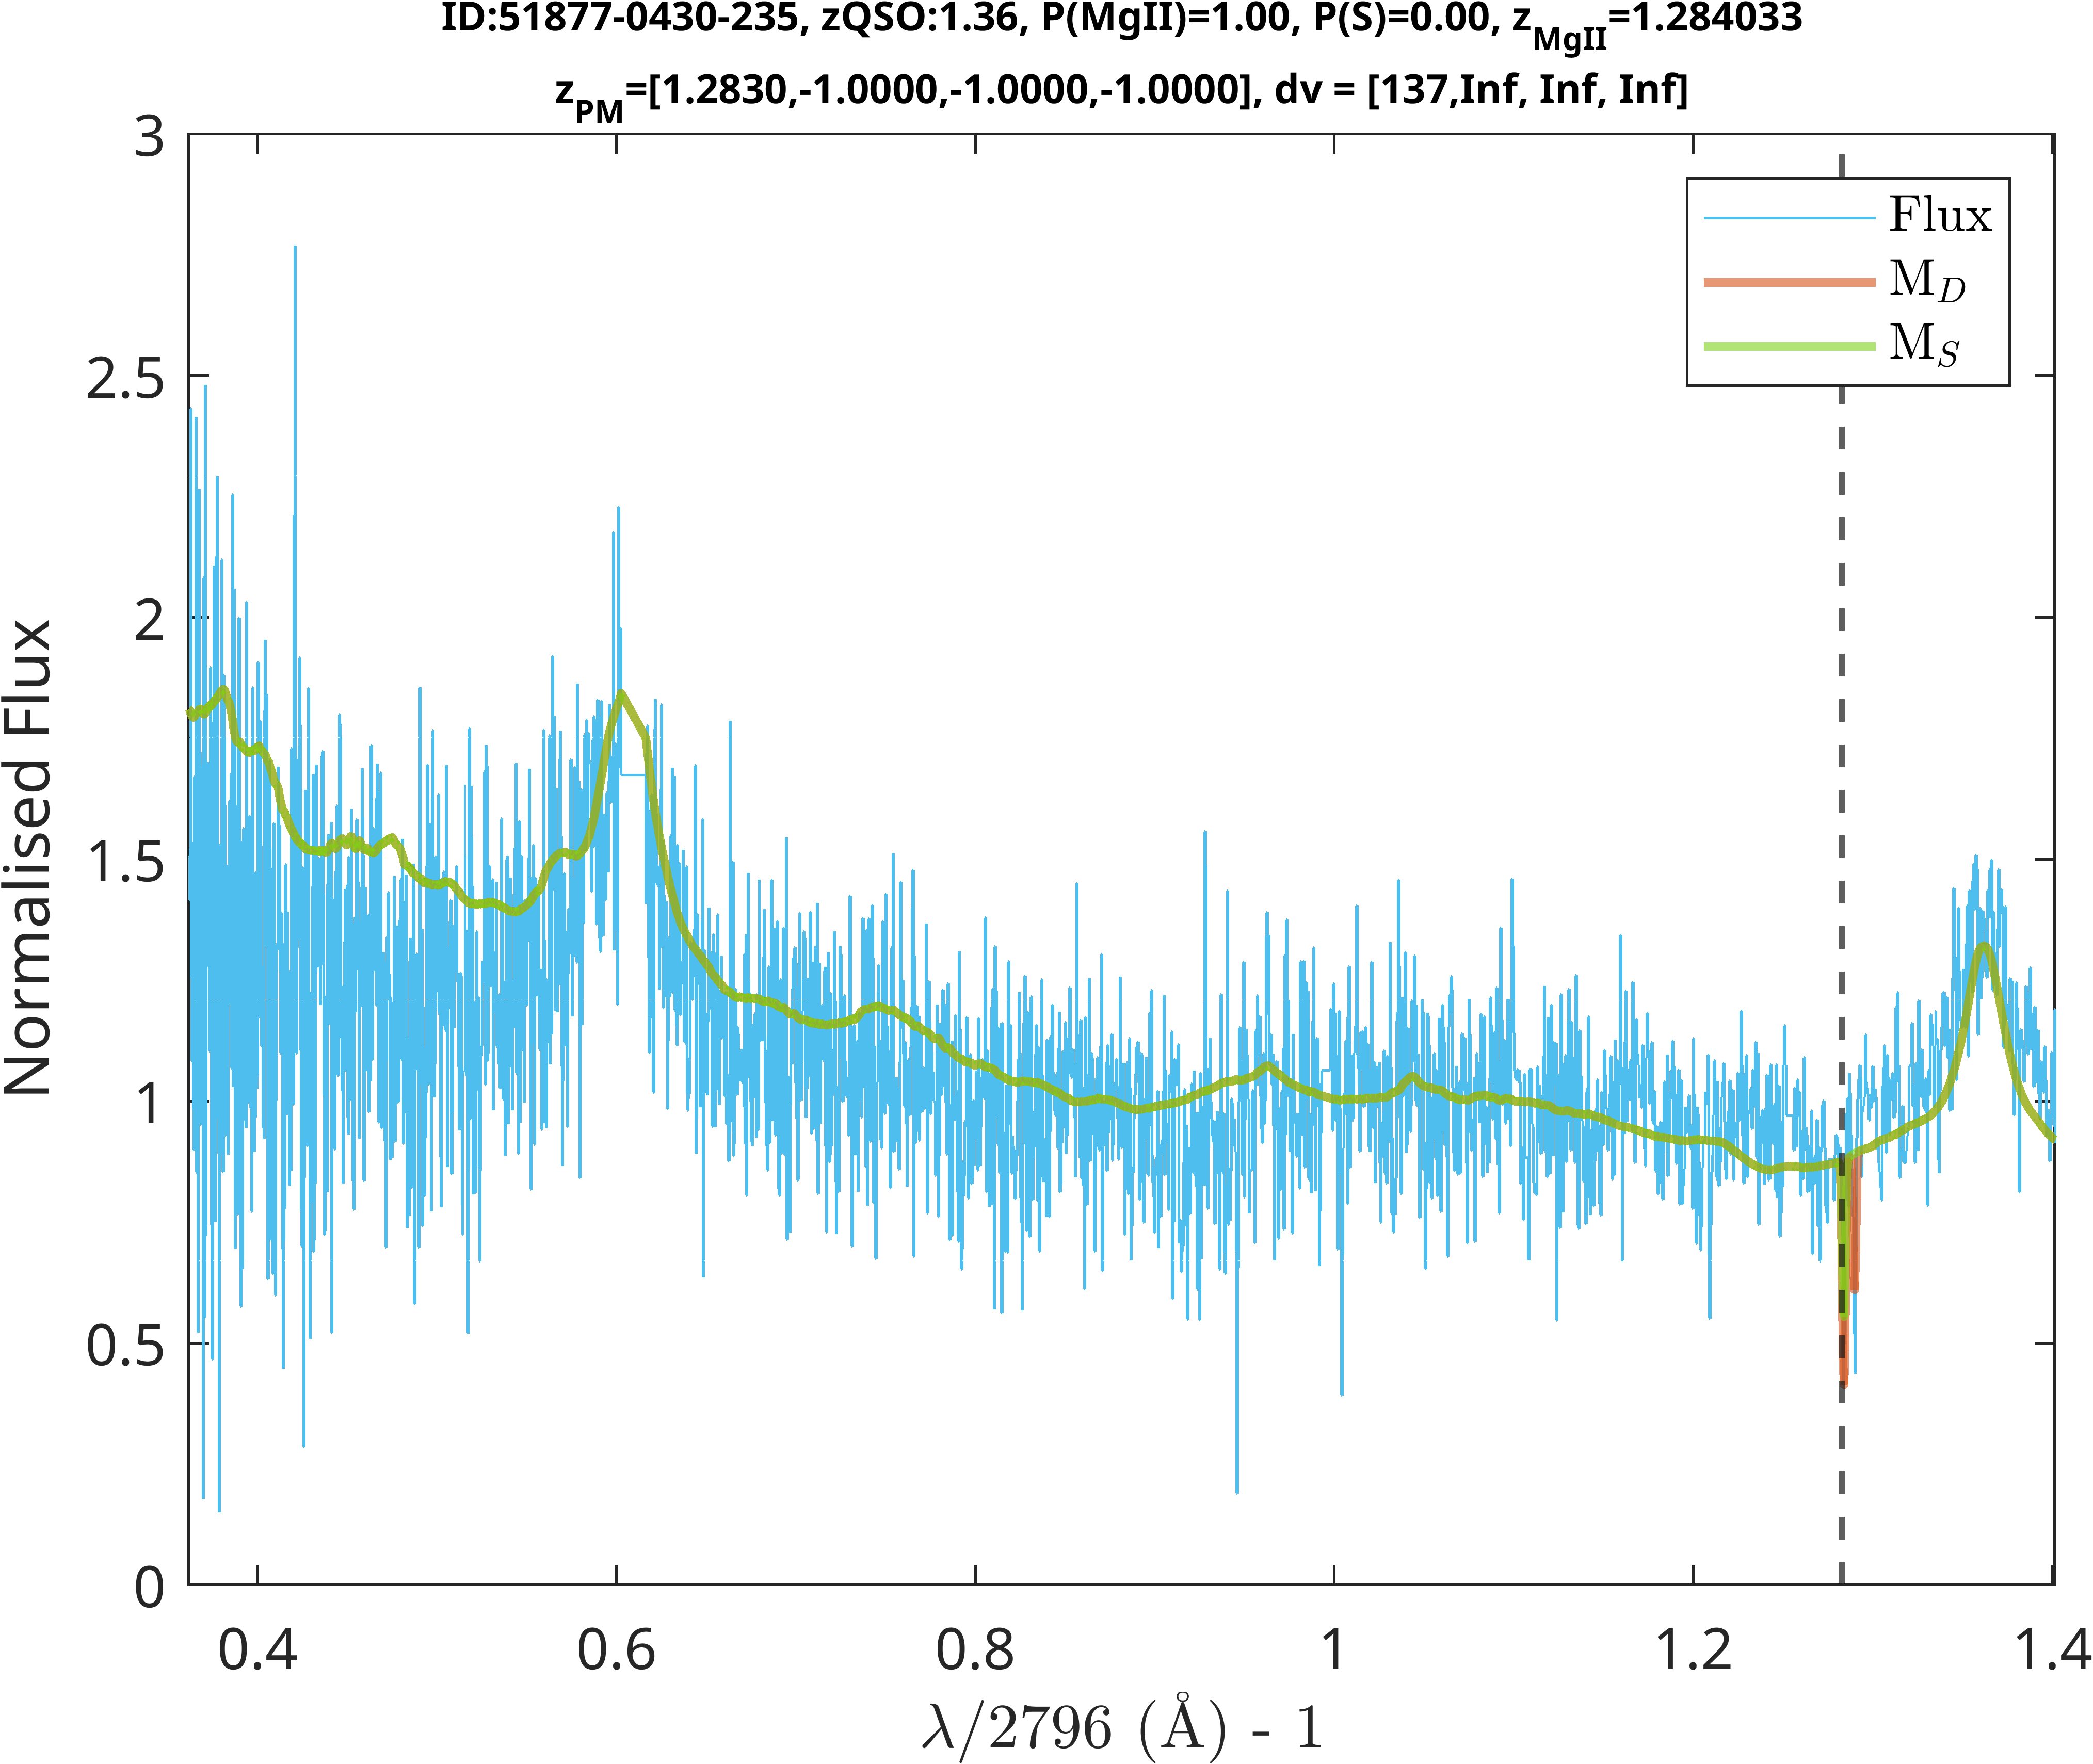 ID:51877-0430-235, zQSO:1.36, P(MgII)=1.00, P(S)=0.00, zMgII=1.284033
zPM=[1.2830,-1.0000,-1.0000,-1.0000], dv = [137,Inf, Inf, Inf]
3
2.5
2
1.5
1
0.5
0
Normalised Flux
Flux
MD
MS
0.4
0.6
0.8
1
1.2
1.4
λ/2796 (Å) - 1